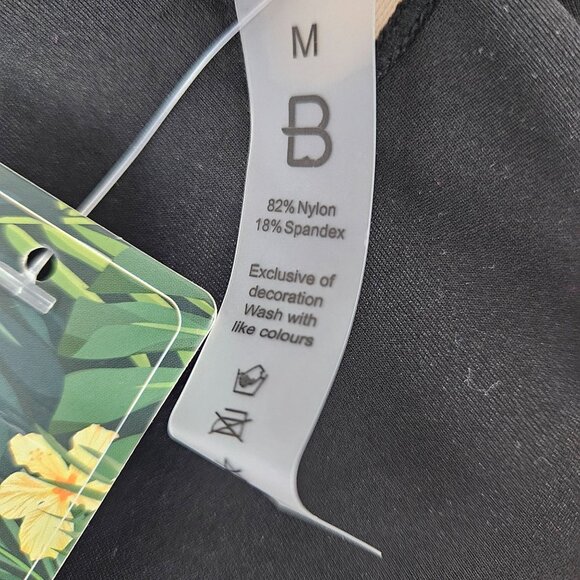 M
B
82% Nylon
18% Spandex
Exclusive of
decoration
Wash with
like colours